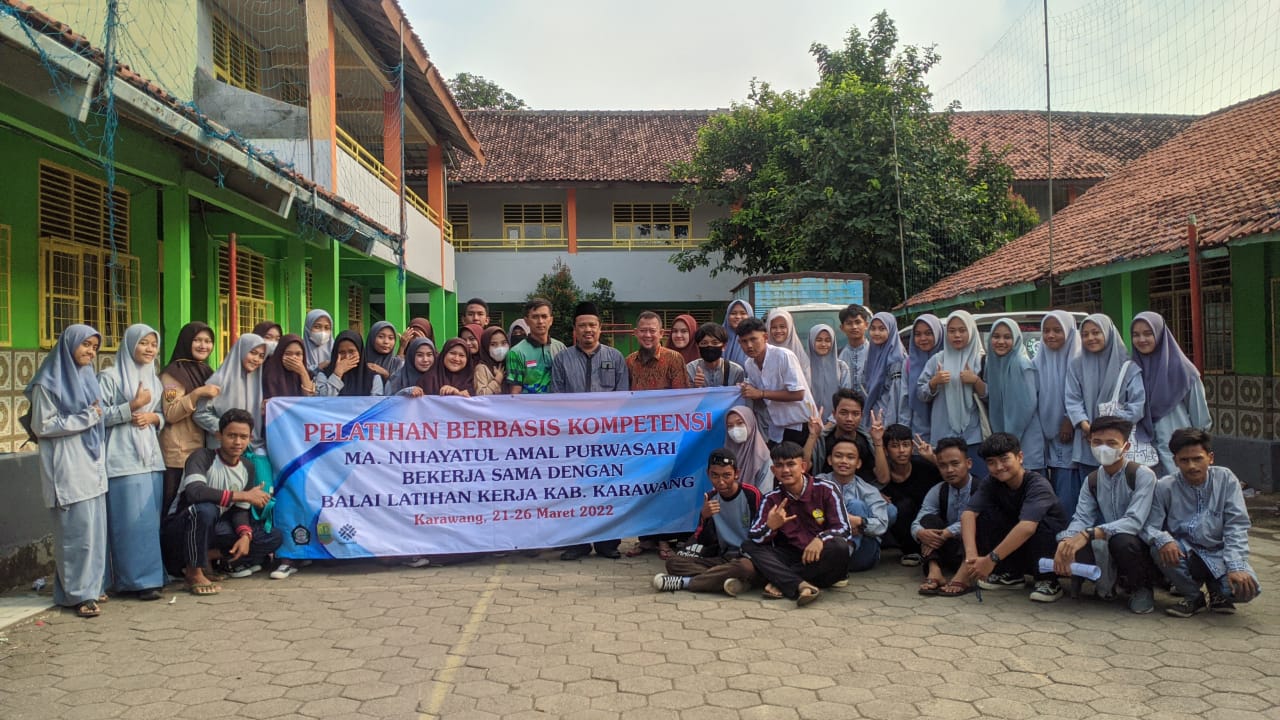 PELATIHAN BERBASIS KOMPETENSI
MA. NIHAYATUL AMAL PURWASARI
BEKERJA SAMA DENGAN
BALAI LATIHAN KERJA KAB. KARAWANG
Karawang, 21-26 Maret 2022